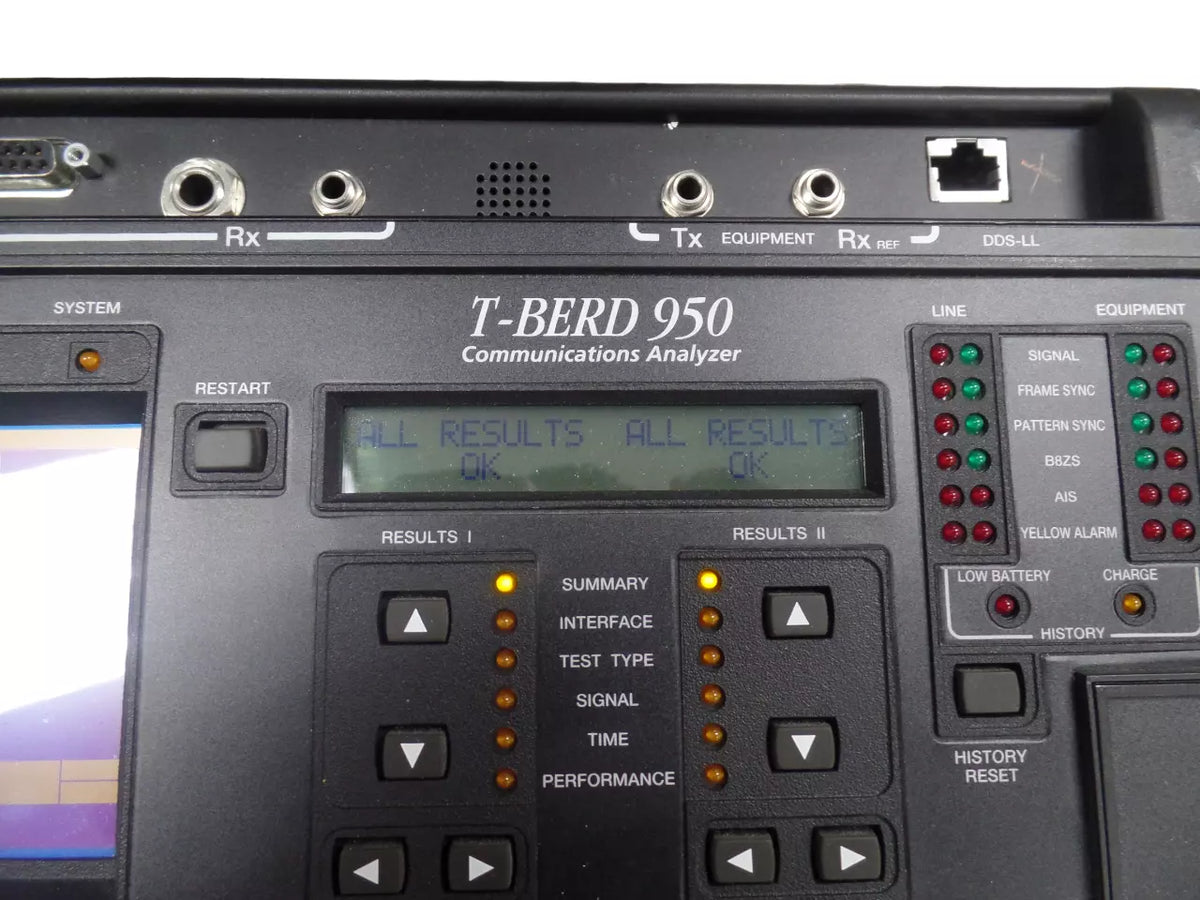 Rx
Tx EQUIPMENT Rx REF
DDS-LL
SYSTEM
T-BERD 950
Communications Analyzer
LINE
EQUIPMENT
RESTART
SIGNAL
FRAME SYNC
PATTERN SYNC
B8ZS
AIS
YELLOW ALARM
ALL RESULTS ALL RESULTS
OK OK
RESULTS I
RESULTS II
LOW BATTERY
CHARGE
HISTORY
SUMMARY
INTERFACE
TEST TYPE
SIGNAL
TIME
PERFORMANCE
HISTORY
RESET